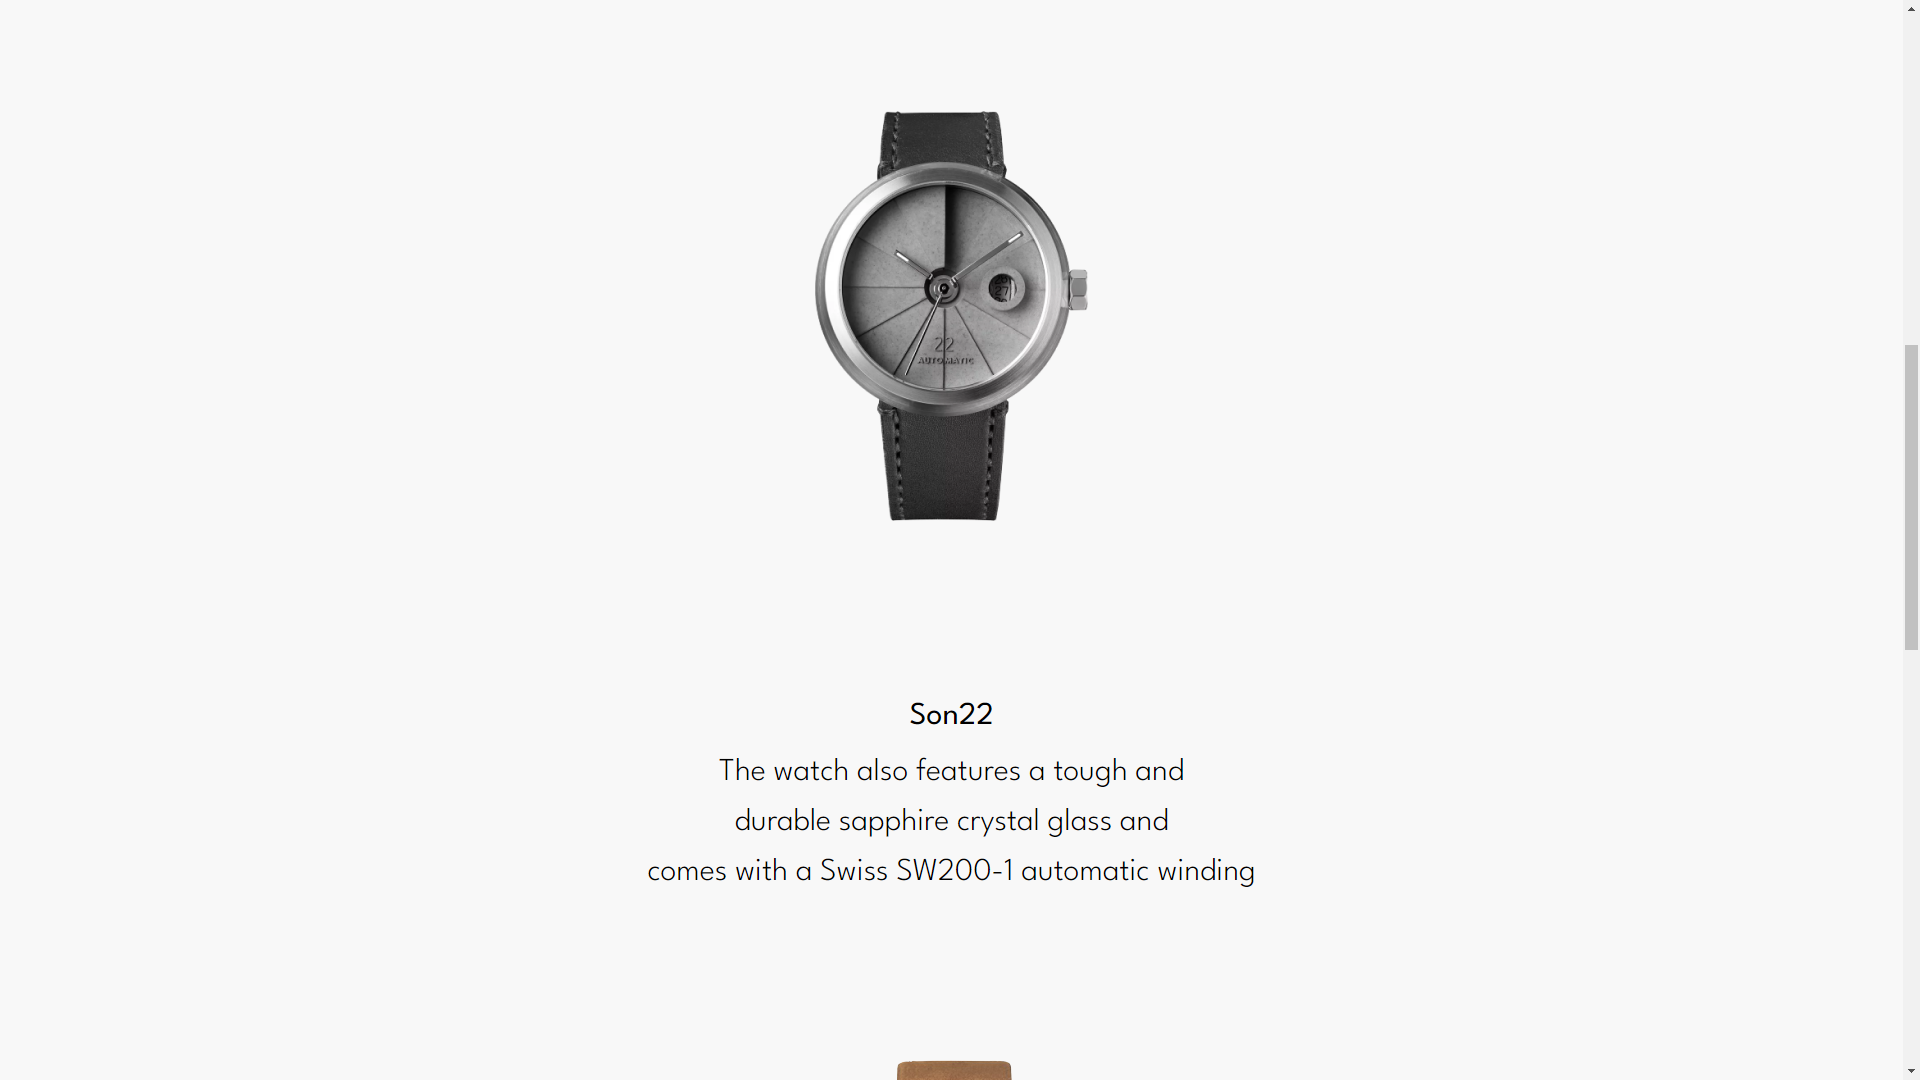 27
22
AUTOMATIC
Son22
The watch also features a tough and
durable sapphire crystal glass and
comes with a Swiss SW200-1 automatic winding